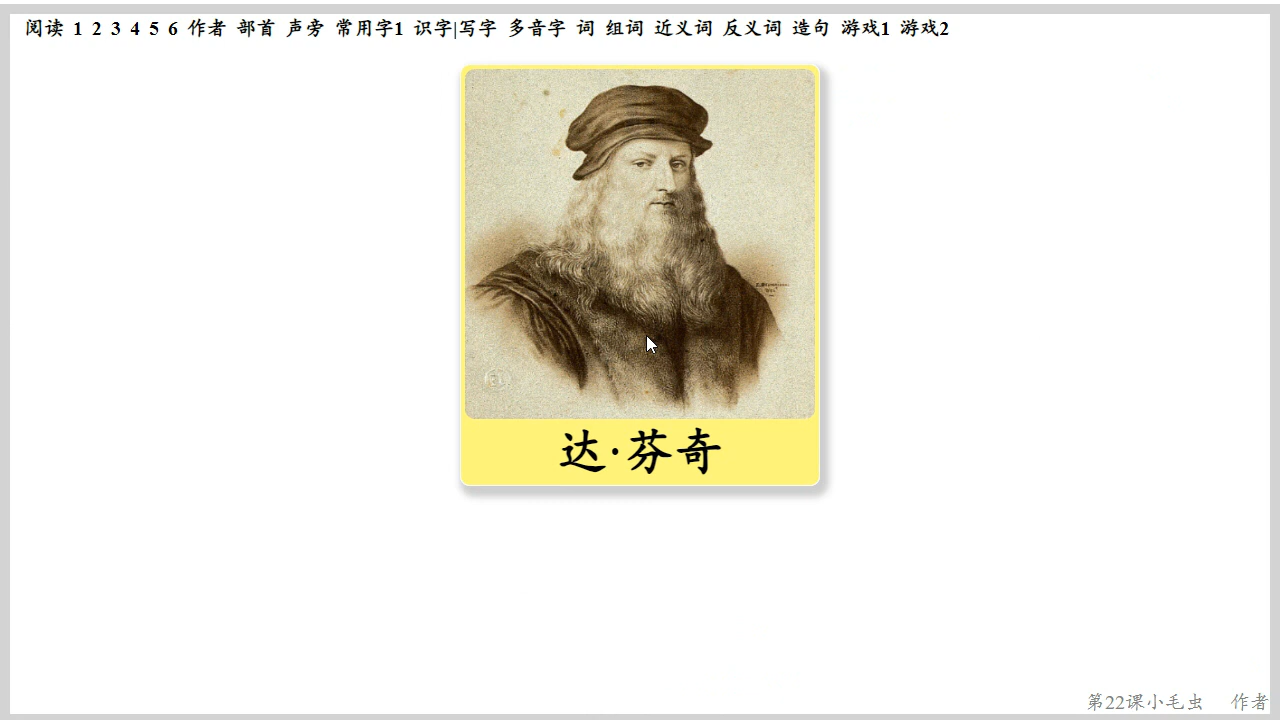 阅读 1 2 3 4 5 6 作者 部首 声旁 常用字1 识字|写字 多音字 词 组词 近义词 反义词 造句 游戏1 游戏2
达·芬奇
第22课小毛虫 作者